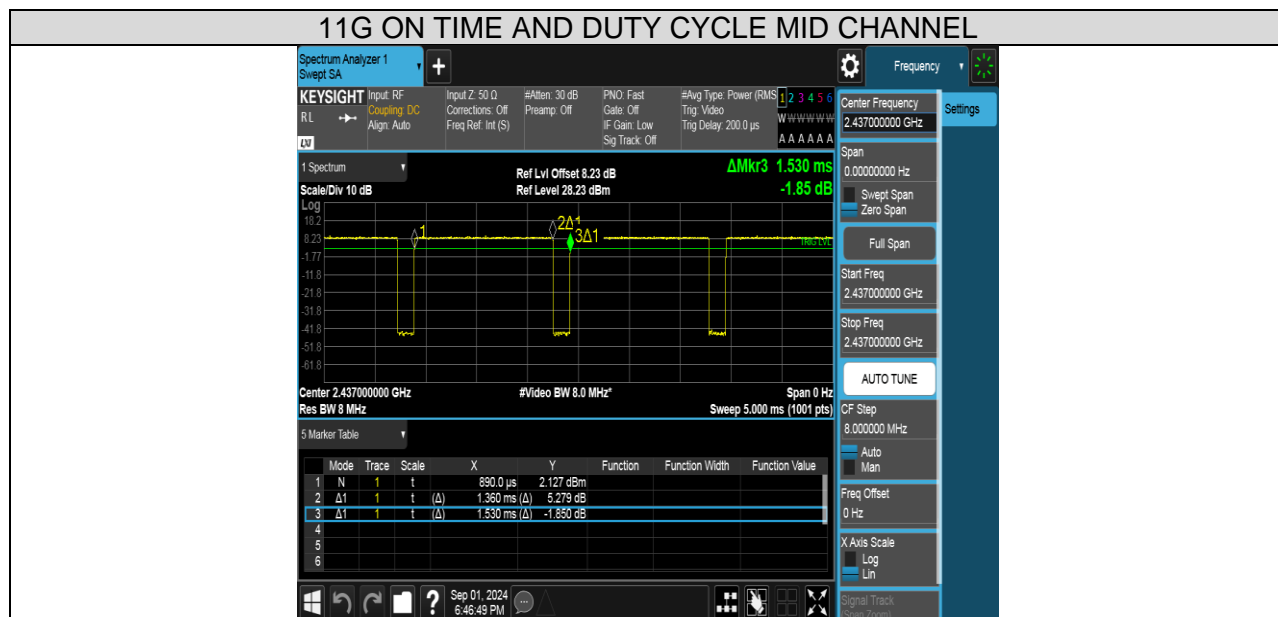 11G ON TIME AND DUTY CYCLE MID CHANNEL
Spectrum Analyzer 1
Swept SA
+
Frequency
KEYSIGHT
RL
LXI
Input: RF
Coupling: DC
Align: Auto
Input Z: 50 Ω
Corrections: Off
Freq Ref: Int (S)
#Atten: 30 dB
Preamp: Off
PNO: Fast
Gate: Off
IF Gain: Low
Sig Track: Off
#Avg Type: Power (RMS
Trig: Video
Trig Delay: 200.0 µs
1 2 3 4 5 6
W W W W W W
A A A A A A
Center Frequency
2.437000000 GHz
Settings
1 Spectrum
Scale/Div 10 dB
Ref Lvl Offset 8.23 dB
Ref Level 28.23 dBm
ΔMkr3 1.530 ms
-1.85 dB
Span
0.00000000 Hz
Swept Span
Zero Span
Log
18.2
8.23
-1.77
-11.8
-21.8
-31.8
-41.8
-51.8
-61.8
1
2Δ1
3Δ1
TRIG LVL
Full Span
Start Freq
2.437000000 GHz
Stop Freq
2.437000000 GHz
AUTO TUNE
Center 2.437000000 GHz
Res BW 8 MHz
#Video BW 8.0 MHz*
Span 0 Hz
Sweep 5.000 ms (1001 pts)
CF Step
8.000000 MHz
Auto
Man
5 Marker Table
Mode Trace Scale X Y Function Function Width Function Value
1 N 1 t 890.0 µs 2.127 dBm
2 Δ1 1 t (Δ) 1.360 ms (Δ) 5.279 dB
3 Δ1 1 t (Δ) 1.530 ms (Δ) -1.850 dB
4
5
6
Freq Offset
0 Hz
X Axis Scale
Log
Lin
Signal Track
(Span Zoom)
?
Sep 01, 2024
6:46:49 PM